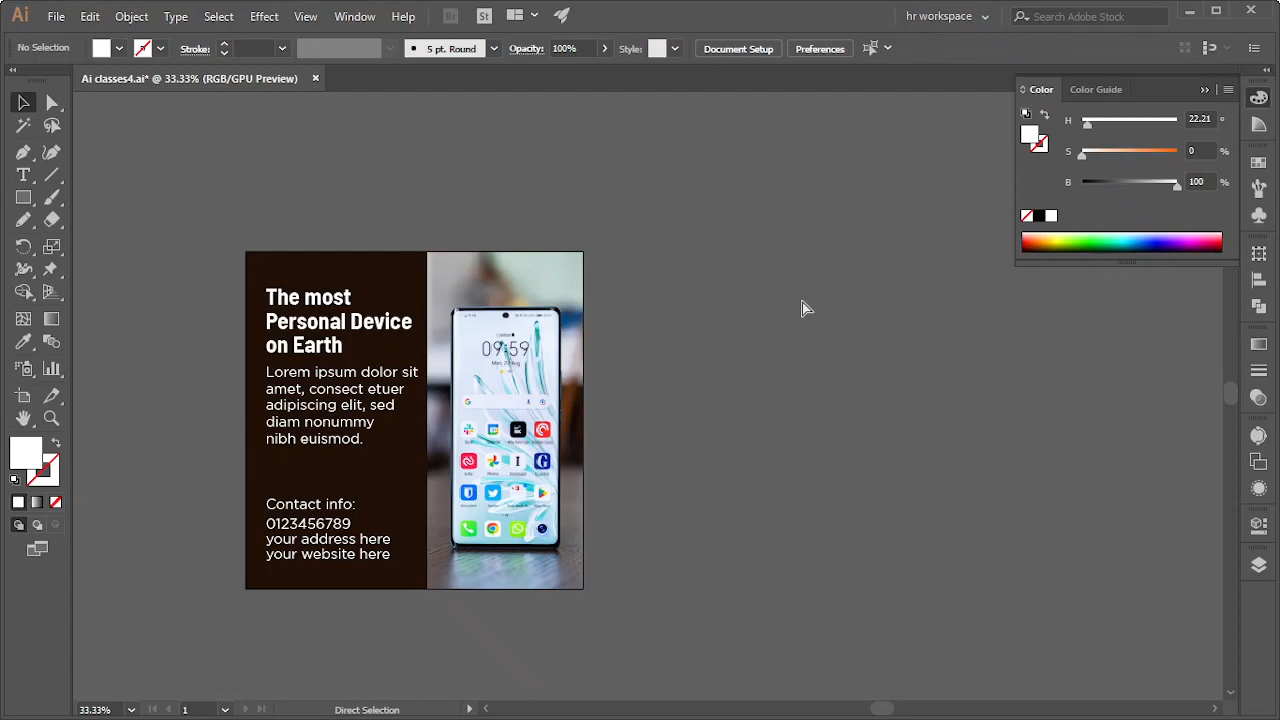 Ai File Edit Object Type Select Effect View Window Help Br St hr workspace Search Adobe Stock
No Selection Stroke: 5 pt. Round Opacity: 100% Style: Document Setup Preferences
Ai classes4.ai* @ 33.33% (RGB/GPU Preview)
Color Color Guide
H 22.21 °
S 0 %
B 100 %
The most
Personal Device
on Earth
Lorem ipsum dolor sit
amet, consect etuer
adipiscing elit, sed
diam nonummy
nibh euismod.
Contact info:
0123456789
your address here
your website here
London
09:59
33.33% 1 Direct Selection